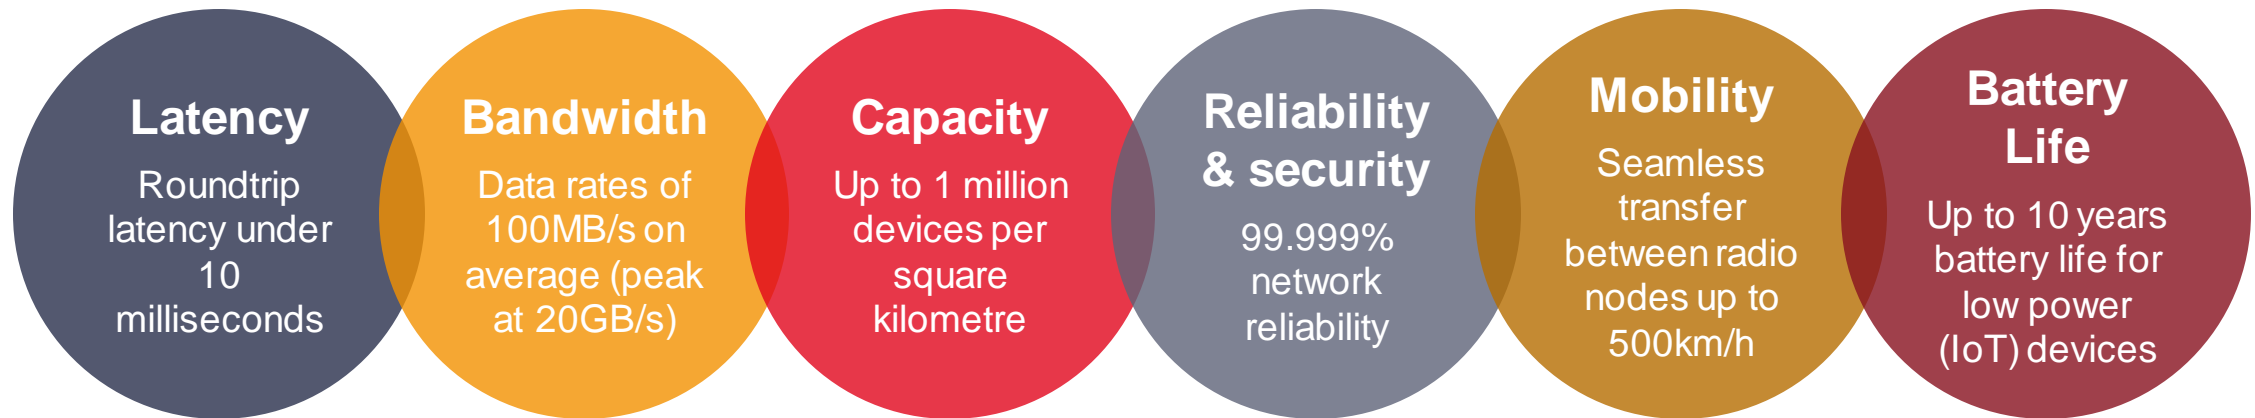 Latency
Roundtrip
latency under
10
milliseconds
Bandwidth
Data rates of
100MB/s on
average (peak
at 20GB/s)
Capacity
Up to 1 million
devices per
square
kilometre
Reliability
& security
99.999%
network
reliability
Mobility
Seamless
transfer
between radio
nodes up to
500km/h
Battery
Life
Up to 10 years
battery life for
low power
(IoT) devices